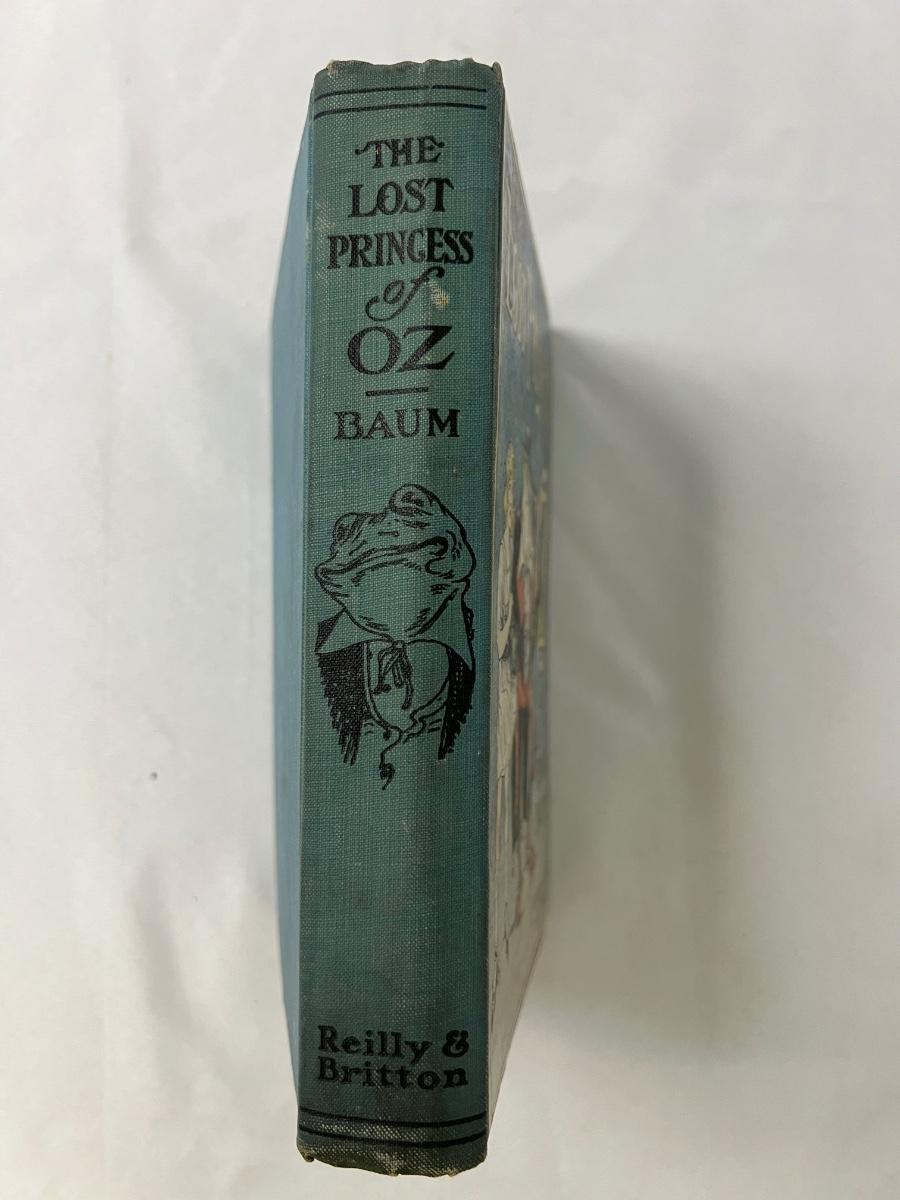 THE
LOST
PRINCESS
of
OZ
BAUM
Reilly &
Britton